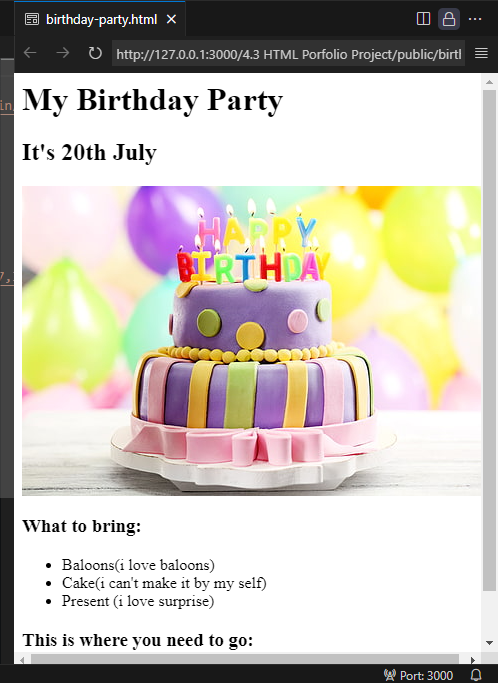 birthday-party.html
http://127.0.0.1:3000/4.3 HTML Porfolio Project/public/birtl
My Birthday Party
It's 20th July
HAPPY
BIRTHDAY
What to bring:
Baloons(i love baloons)
Cake(i can't make it by my self)
Present (i love surprise)
This is where you need to go:
Port: 3000